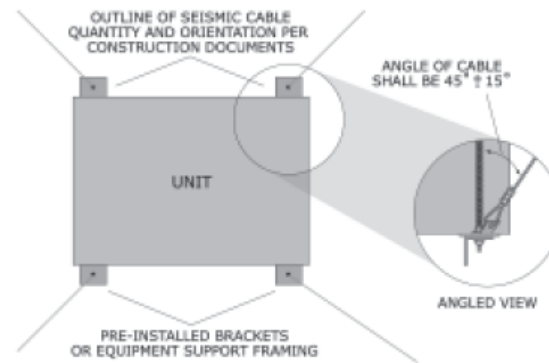 OUTLINE OF SEISMIC CABLE
QUANTITY AND ORIENTATION PER
CONSTRUCTION DOCUMENTS
ANGLE OF CABLE
SHALL BE 45° ± 15°
UNIT
ANGLED VIEW
PRE-INSTALLED BRACKETS
OR EQUIPMENT SUPPORT FRAMING